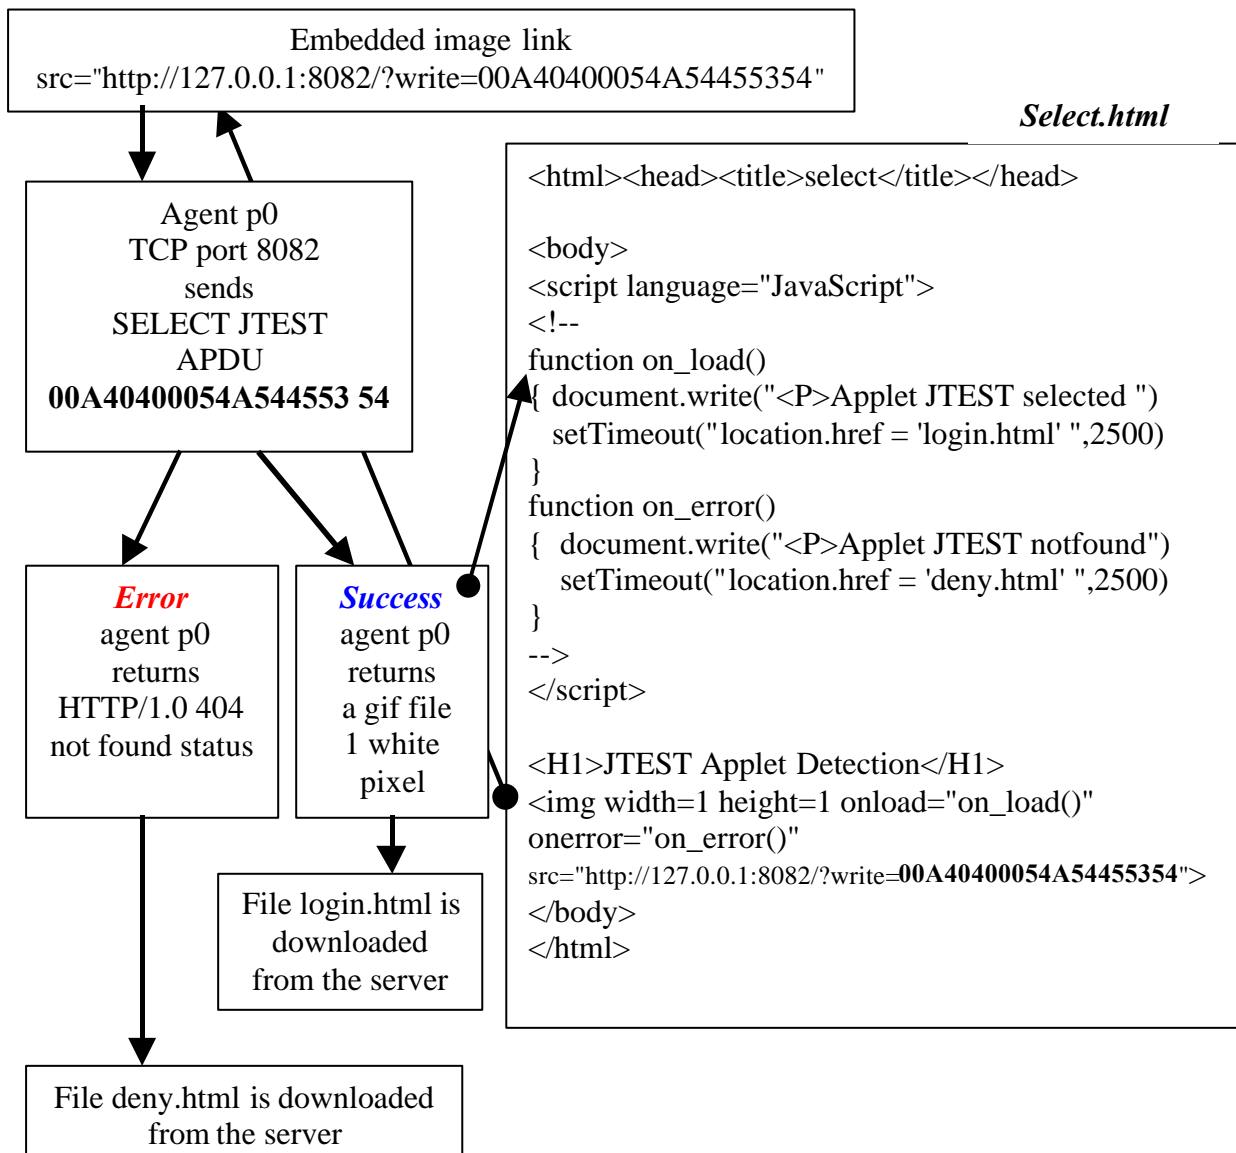 Embedded image link
src="http://127.0.0.1:8082/?write=00A40400054A54455354"
Agent p0
TCP port 8082
sends
SELECT JTEST
APDU
00A40400054A544553 54
Error
agent p0
returns
HTTP/1.0 404
not found status
Success
agent p0
returns
a gif file
1 white
pixel
File login.html is
downloaded
from the server
File deny.html is downloaded
from the server
Select.html
<html><head><title>select</title></head>
<body>
<script language="JavaScript">
<!--
function on_load()
{ document.write("<P>Applet JTEST selected ")
setTimeout("location.href = 'login.html' ",2500)
}
function on_error()
{ document.write("<P>Applet JTEST notfound")
setTimeout("location.href = 'deny.html' ",2500)
}
-->
</script>
<H1>JTEST Applet Detection</H1>
<img width=1 height=1 onload="on_load()"
onerror="on_error()"
src="http://127.0.0.1:8082/?write=00A40400054A54455354">
</body>
</html>